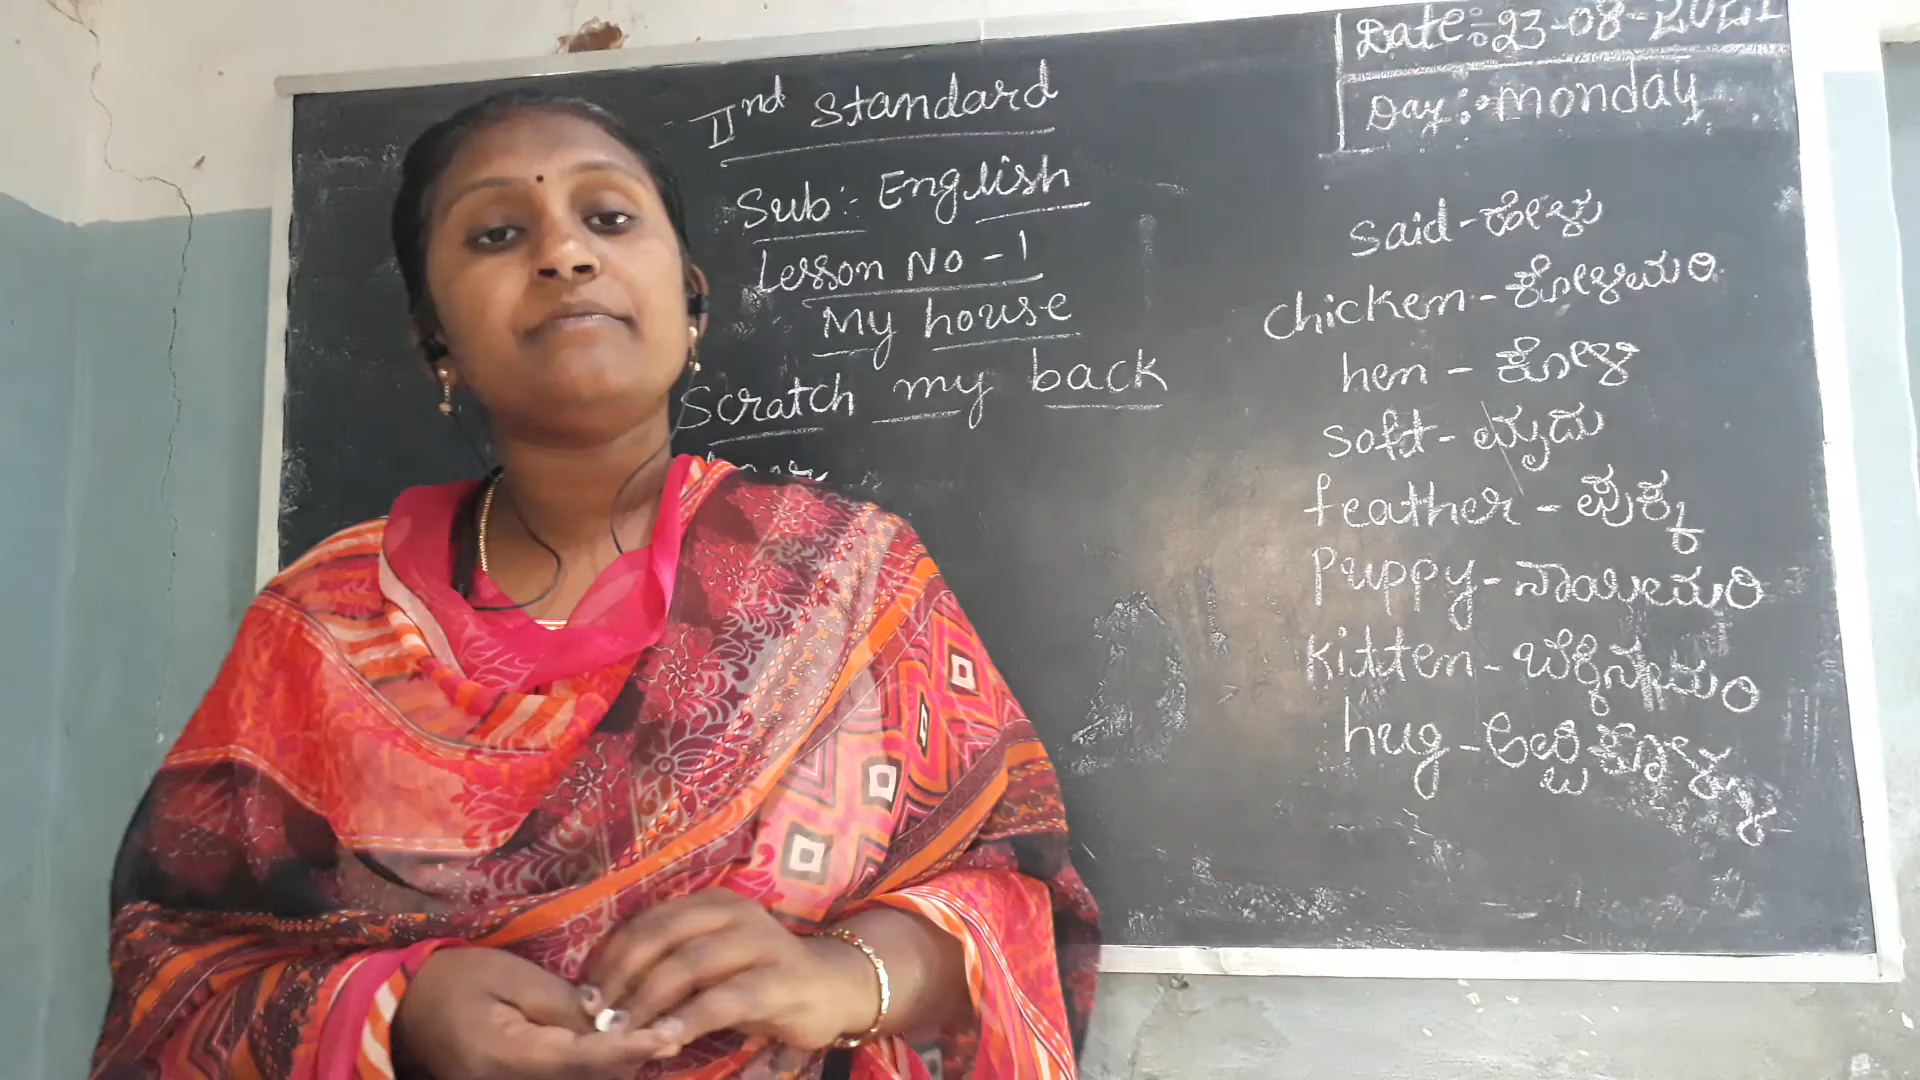 IInd Standard
Sub:- English
Lesson No - 1
My house
Scratch my back
Date: 23-08-2021
Day: Monday
said - ಹೇಳು
chicken - ಕೋಳಿಮರಿ
hen - ಕೋಳಿ
soft - ಮೃದು
feather - ಪುಕ್ಕ
Puppy - ನಾಯಿಮರಿ
Kitten - ಬೆಕ್ಕಿನಮರಿ
hug - ಅಪ್ಪಿಕೊಳ್ಳು